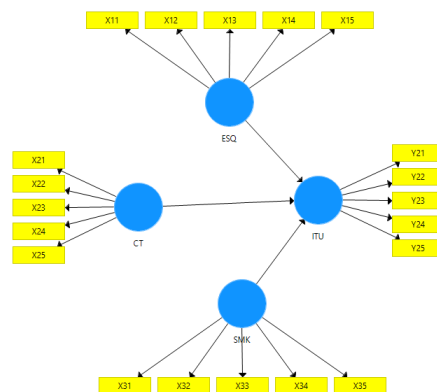 X11 X12 X13 X14 X15
ESQ
X21
X22
X23
X24
X25
CT
Y21
Y22
Y23
Y24
Y25
ITU
SMK
X31 X32 X33 X34 X35